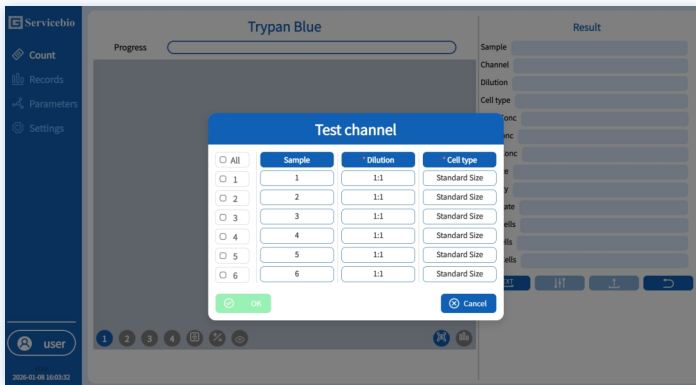 Servicebio
Count
Records
Parameters
Settings
user
2026-01-08 16:03:32
Trypan Blue
Progress
Result
Sample
Channel
Dilution
Cell type
Test channel
All
Sample
* Dilution
* Cell type
1
1
1:1
Standard Size
2
2
1:1
Standard Size
3
3
1:1
Standard Size
4
4
1:1
Standard Size
5
5
1:1
Standard Size
6
6
1:1
Standard Size
OK
Cancel
1
2
3
4